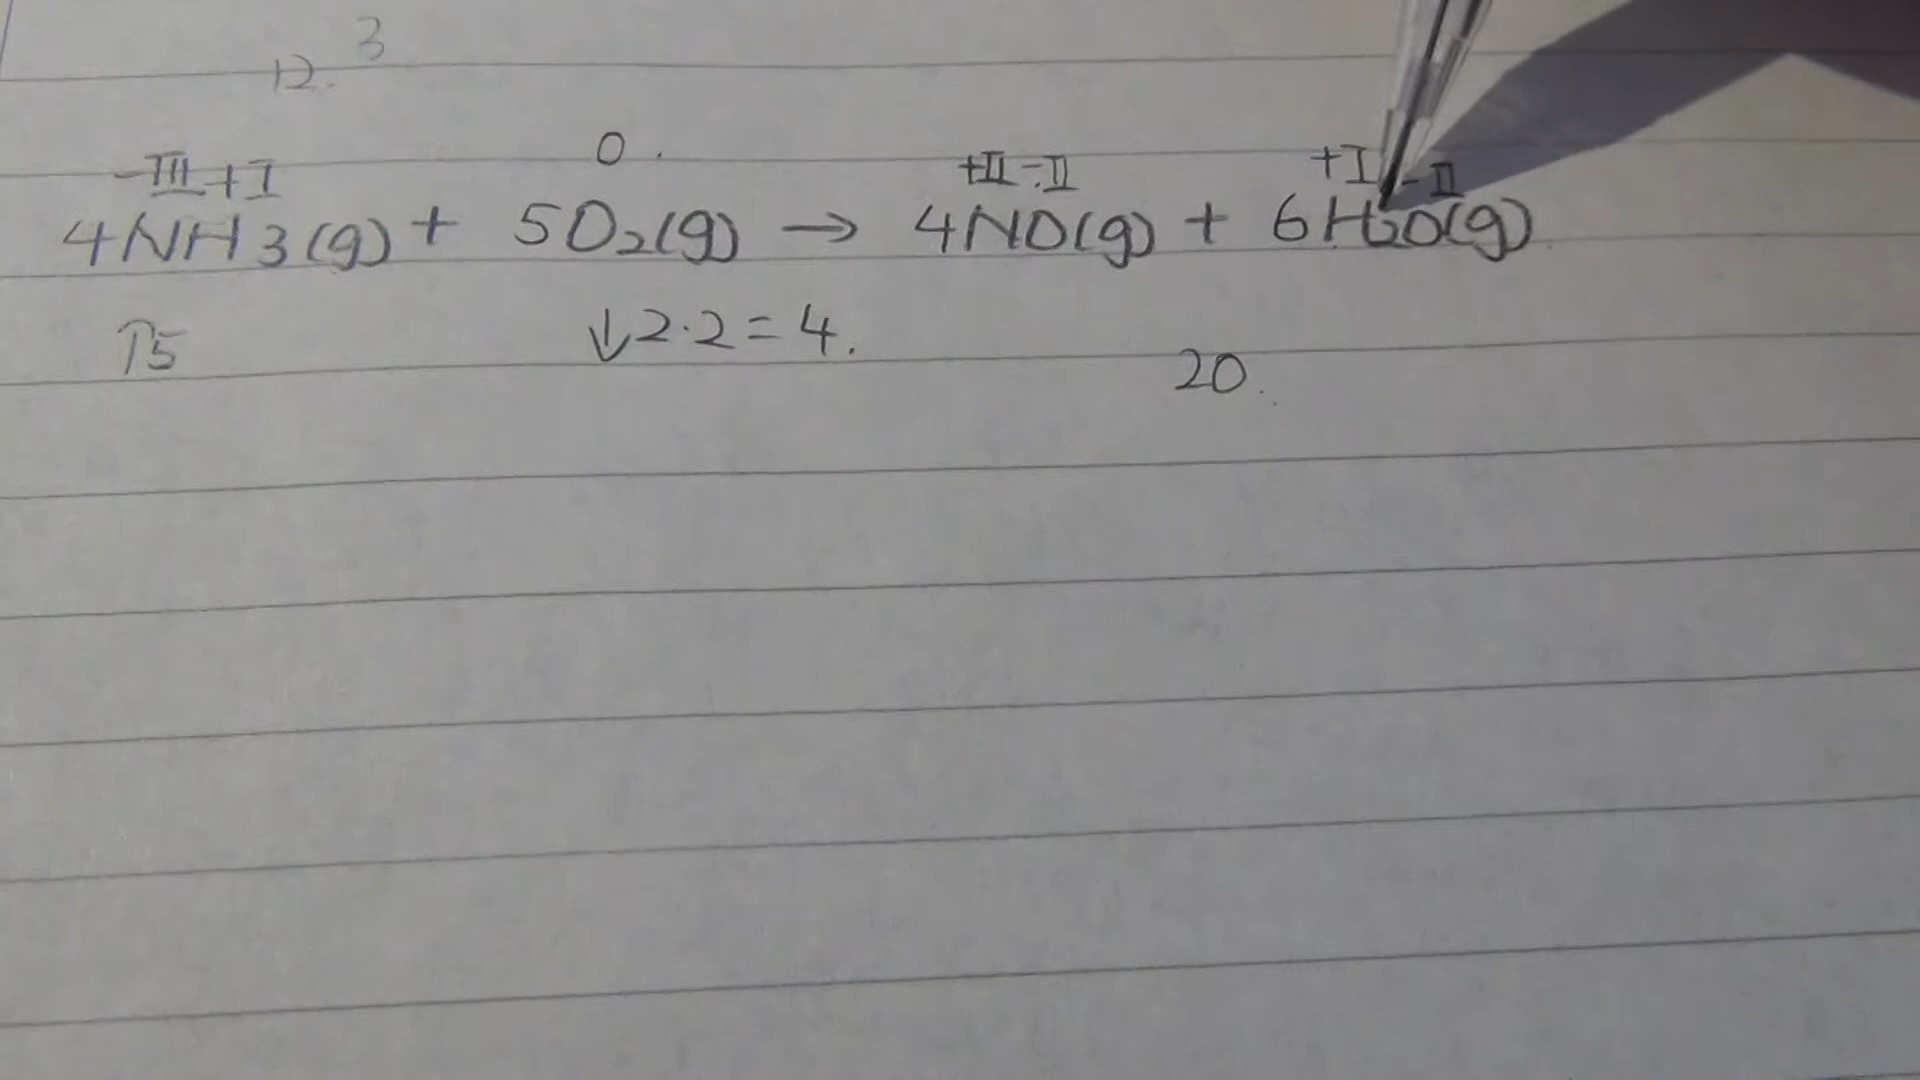 3
12.
-III +I 0. +II -II +I -II
4NH3(g) + 5O2(g) → 4NO(g) + 6H2O(g)
↑5 ↓2·2=4.
20.